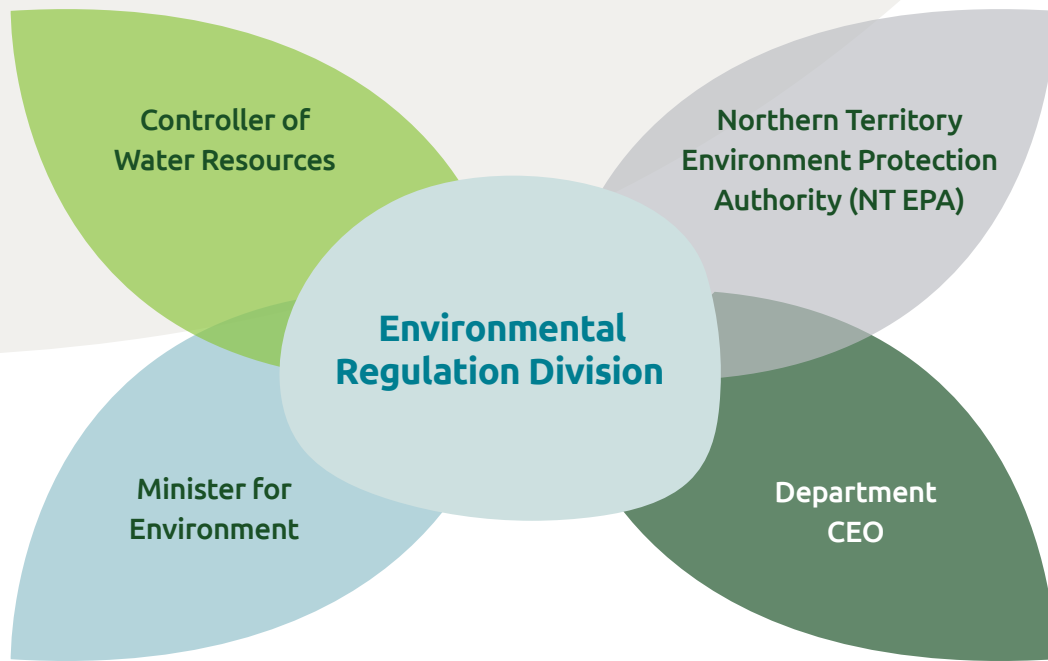 Controller of
Water Resources
Northern Territory
Environment Protection
Authority (NT EPA)
Environmental
Regulation Division
Minister for
Environment
Department
CEO